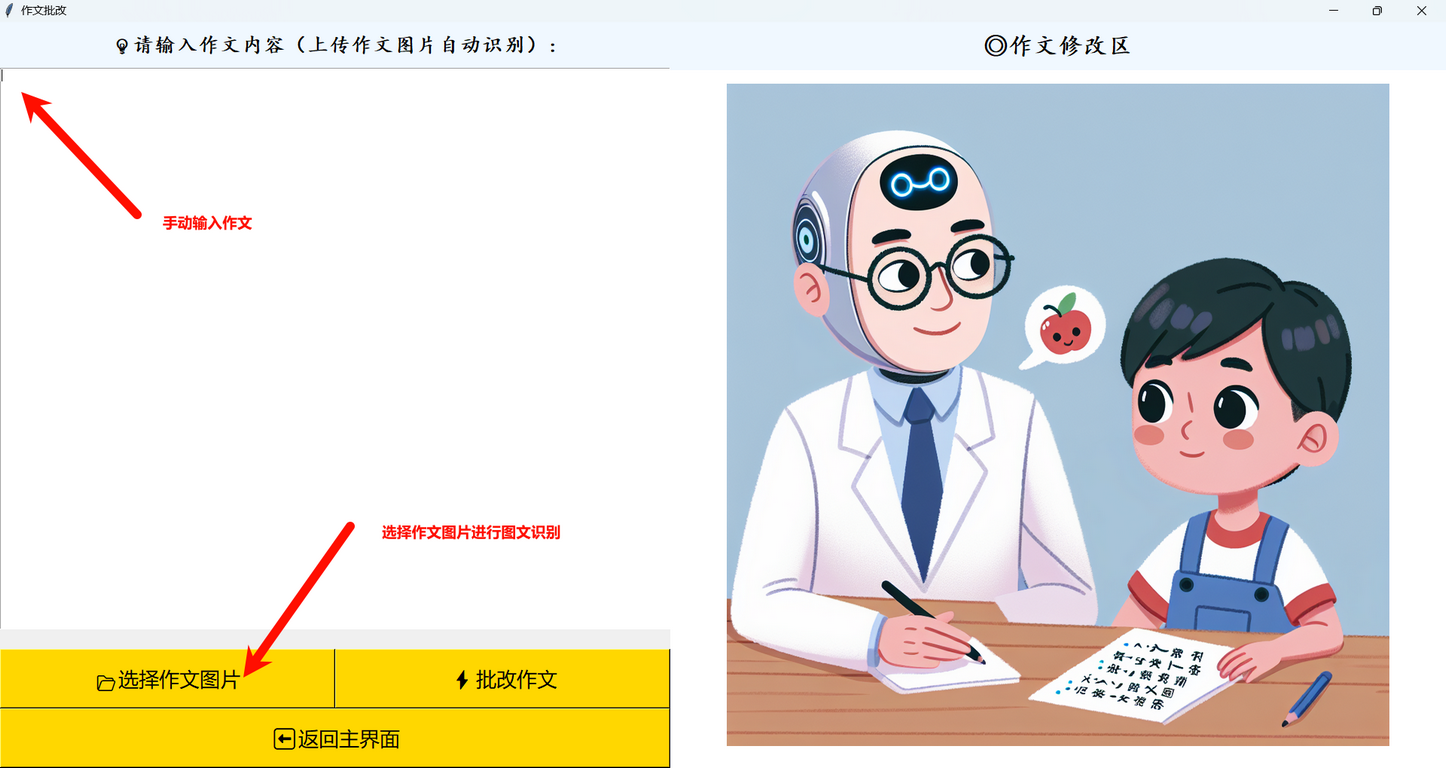 作文批改
请输入作文内容（上传作文图片自动识别）：
◎作文修改区
手动输入作文
选择作文图片进行图文识别
选择作文图片
批改作文
返回主界面